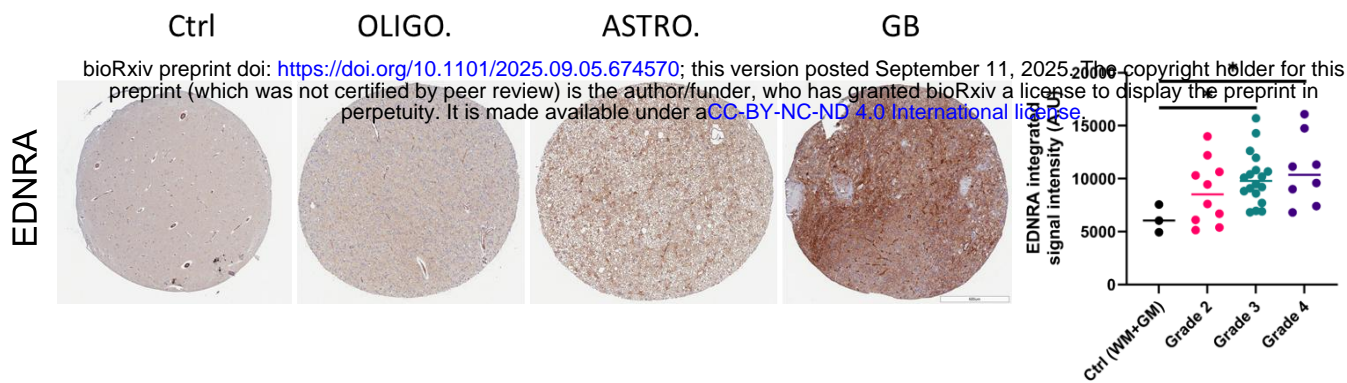 Ctrl OLIGO. ASTRO. GB
bioRxiv preprint doi: https://doi.org/10.1101/2025.09.05.674570; this version posted September 11, 2025. The copyright holder for this
preprint (which was not certified by peer review) is the author/funder, who has granted bioRxiv a license to display the preprint in
perpetuity. It is made available under aCC-BY-NC-ND 4.0 International license.
EDNRA
EDNRA integrated
signal intensity (A.U)
20000
15000
10000
5000
0
*
*
Ctrl (WM+GM)
Grade 2
Grade 3
Grade 4